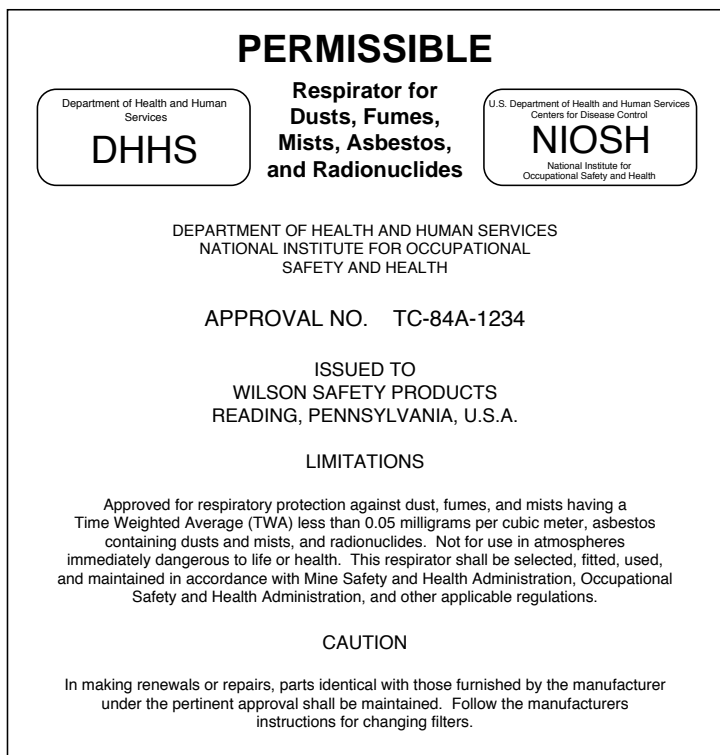 PERMISSIBLE
Department of Health and Human
Services
DHHS
Respirator for
Dusts, Fumes,
Mists, Asbestos,
and Radionuclides
U.S. Department of Health and Human Services
Centers for Disease Control
NIOSH
National Institute for
Occupational Safety and Health
DEPARTMENT OF HEALTH AND HUMAN SERVICES
NATIONAL INSTITUTE FOR OCCUPATIONAL
SAFETY AND HEALTH
APPROVAL NO. TC-84A-1234
ISSUED TO
WILSON SAFETY PRODUCTS
READING, PENNSYLVANIA, U.S.A.
LIMITATIONS
Approved for respiratory protection against dust, fumes, and mists having a
Time Weighted Average (TWA) less than 0.05 milligrams per cubic meter, asbestos
containing dusts and mists, and radionuclides. Not for use in atmospheres
immediately dangerous to life or health. This respirator shall be selected, fitted, used,
and maintained in accordance with Mine Safety and Health Administration, Occupational
Safety and Health Administration, and other applicable regulations.
CAUTION
In making renewals or repairs, parts identical with those furnished by the manufacturer
under the pertinent approval shall be maintained. Follow the manufacturers
instructions for changing filters.